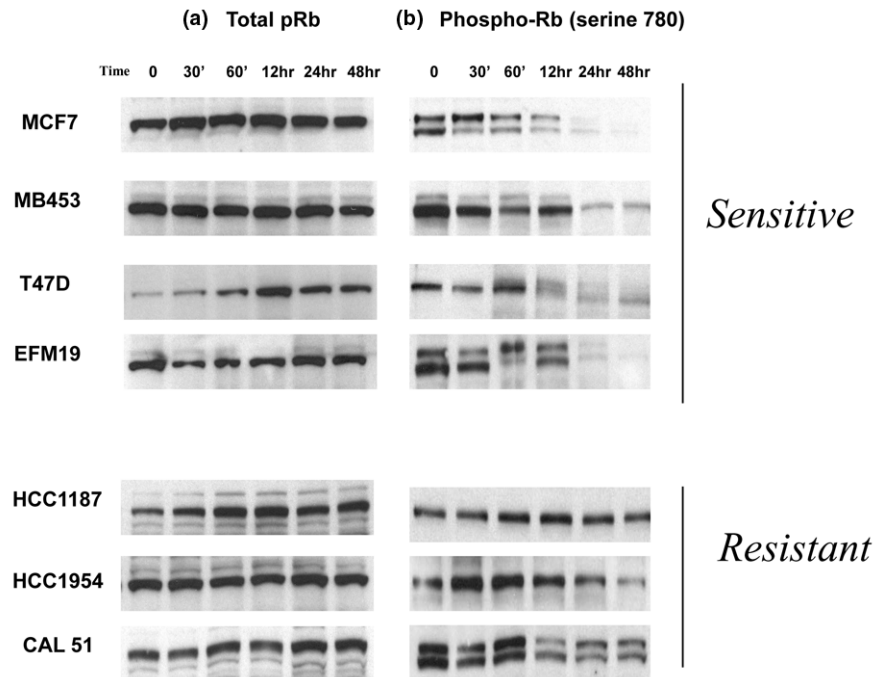 (a) Total pRb (b) Phospho-Rb (serine 780)
Time 0 30’ 60’ 12hr 24hr 48hr 0 30’ 60’ 12hr 24hr 48hr
MCF7
MB453
Sensitive
T47D
EFM19
HCC1187
Resistant
HCC1954
CAL 51